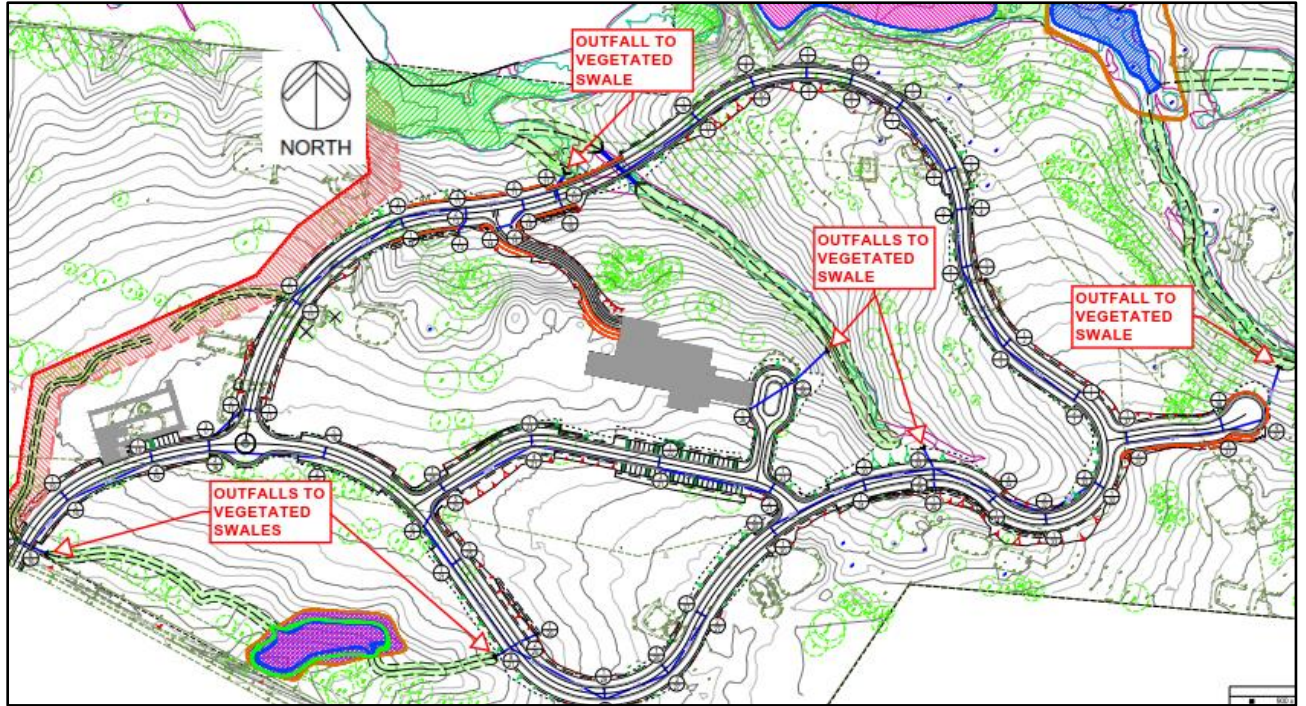 OUTFALL TO
VEGETATED
SWALE
NORTH
OUTFALLS TO
VEGETATED
SWALE
OUTFALL TO
VEGETATED
SWALE
OUTFALLS TO
VEGETATED
SWALES